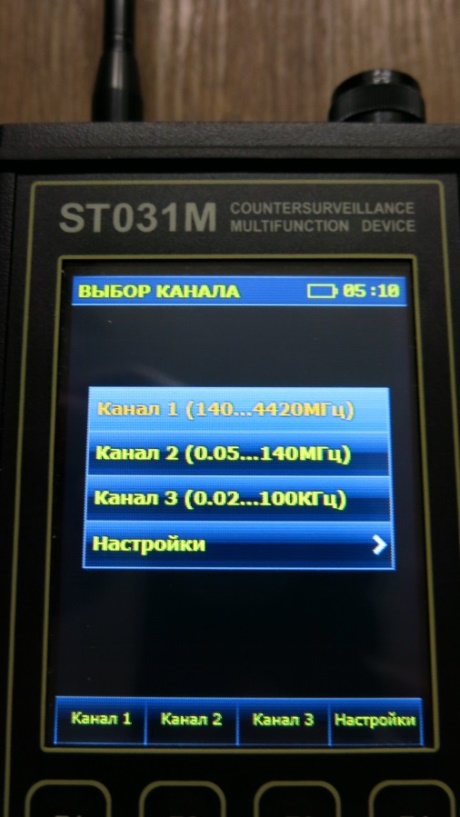 ST031M
COUNTERSURVEILLANCE
MULTIFUNCTION DEVICE
ВЫБОР КАНАЛА 05:10
Канал 1 (140...4420МГц)
Канал 2 (0.05...140МГц)
Канал 3 (0.02...100КГц)
Настройки
Канал 1 Канал 2 Канал 3 Настройки